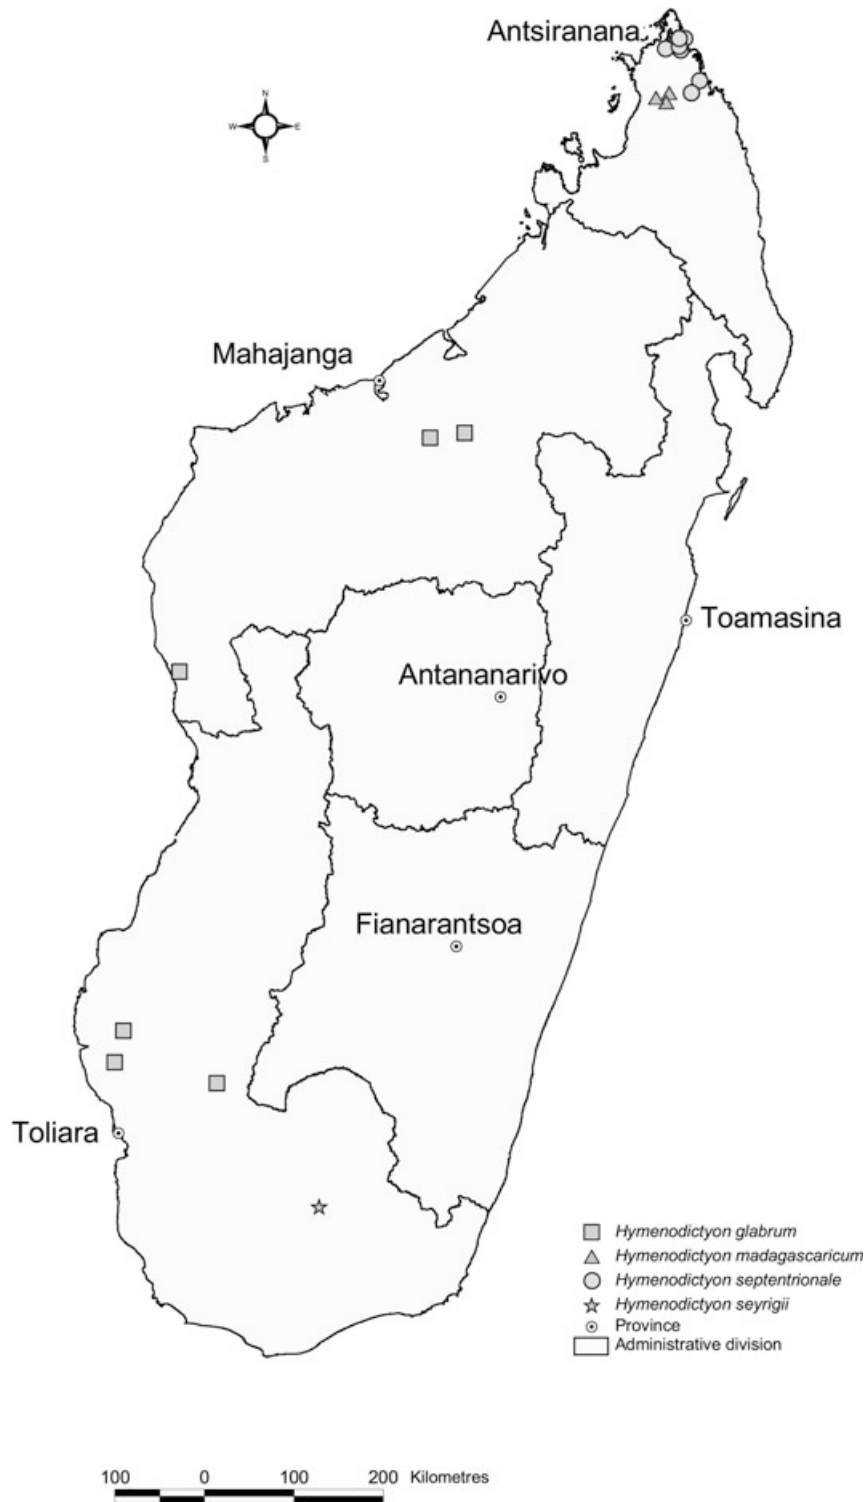 Antsiranana
N
W E
S
Mahajanga
Toamasina
Antananarivo
Fianarantsoa
Toliara
Hymenodictyon glabrum
Hymenodictyon madagascaricum
Hymenodictyon septentrionale
Hymenodictyon seyrigii
Province
Administrative division
100 0 100 200 Kilometres